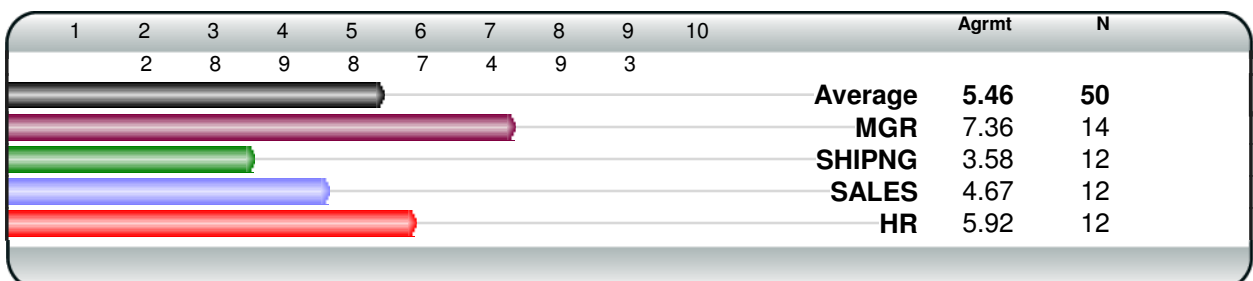 1 2 3 4 5 6 7 8 9 10 Agrmt N
2 8 9 8 7 4 9 3
Average 5.46 50
MGR 7.36 14
SHIPNG 3.58 12
SALES 4.67 12
HR 5.92 12